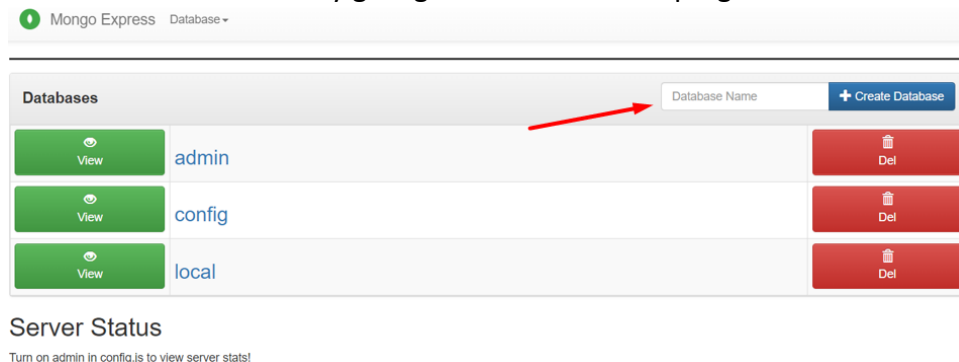 Mongo Express Database
Databases
Database Name
Create Database
View
admin
Del
View
config
Del
View
local
Del
Server Status
Turn on admin in config.js to view server stats!